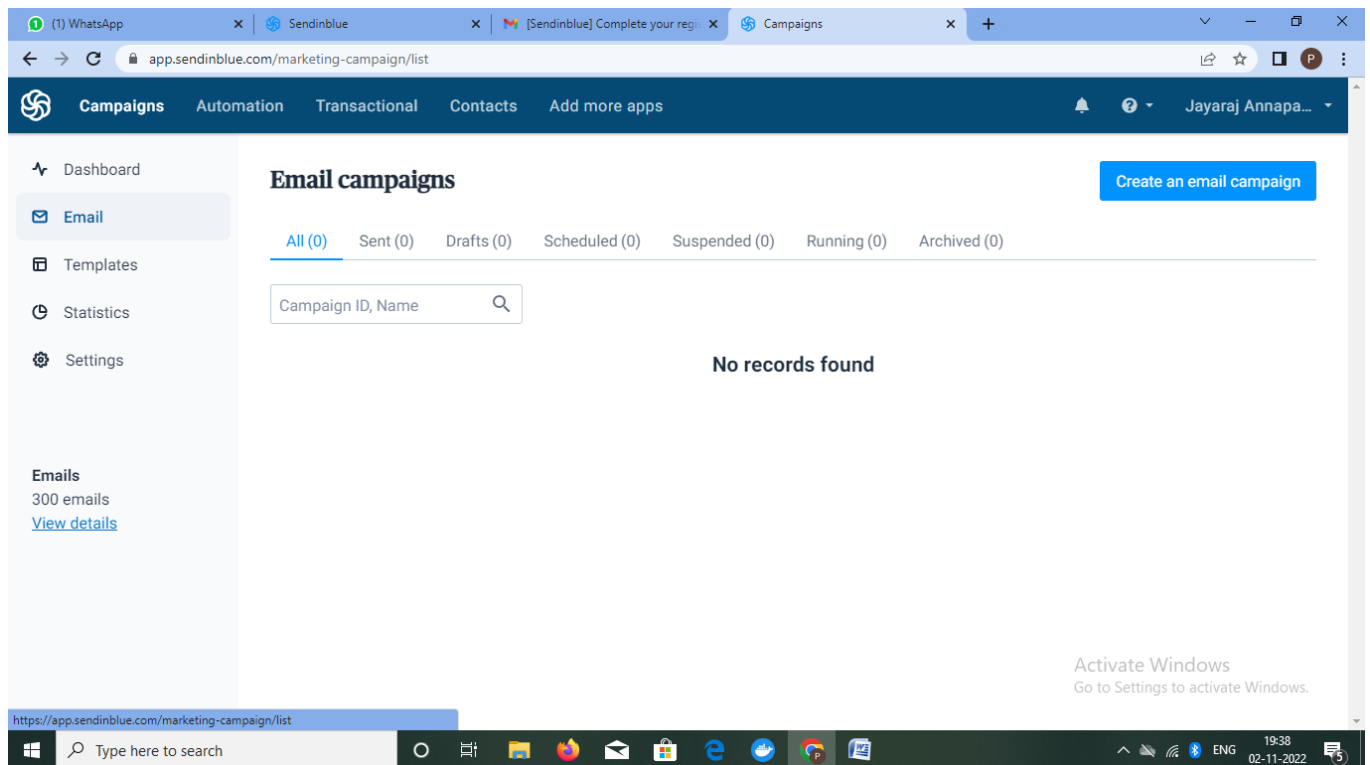 (1) WhatsApp
Sendinblue
[Sendinblue] Complete your regi
Campaigns
app.sendinblue.com/marketing-campaign/list
P
Campaigns Automation Transactional Contacts Add more apps
Jayaraj Annapa...
Dashboard
Email
Templates
Statistics
Settings
Emails
300 emails
View details
Email campaigns
Create an email campaign
All (0) Sent (0) Drafts (0) Scheduled (0) Suspended (0) Running (0) Archived (0)
Campaign ID, Name
No records found
Activate Windows
Go to Settings to activate Windows.
https://app.sendinblue.com/marketing-campaign/list
Type here to search
ENG
19:38
02-11-2022
5